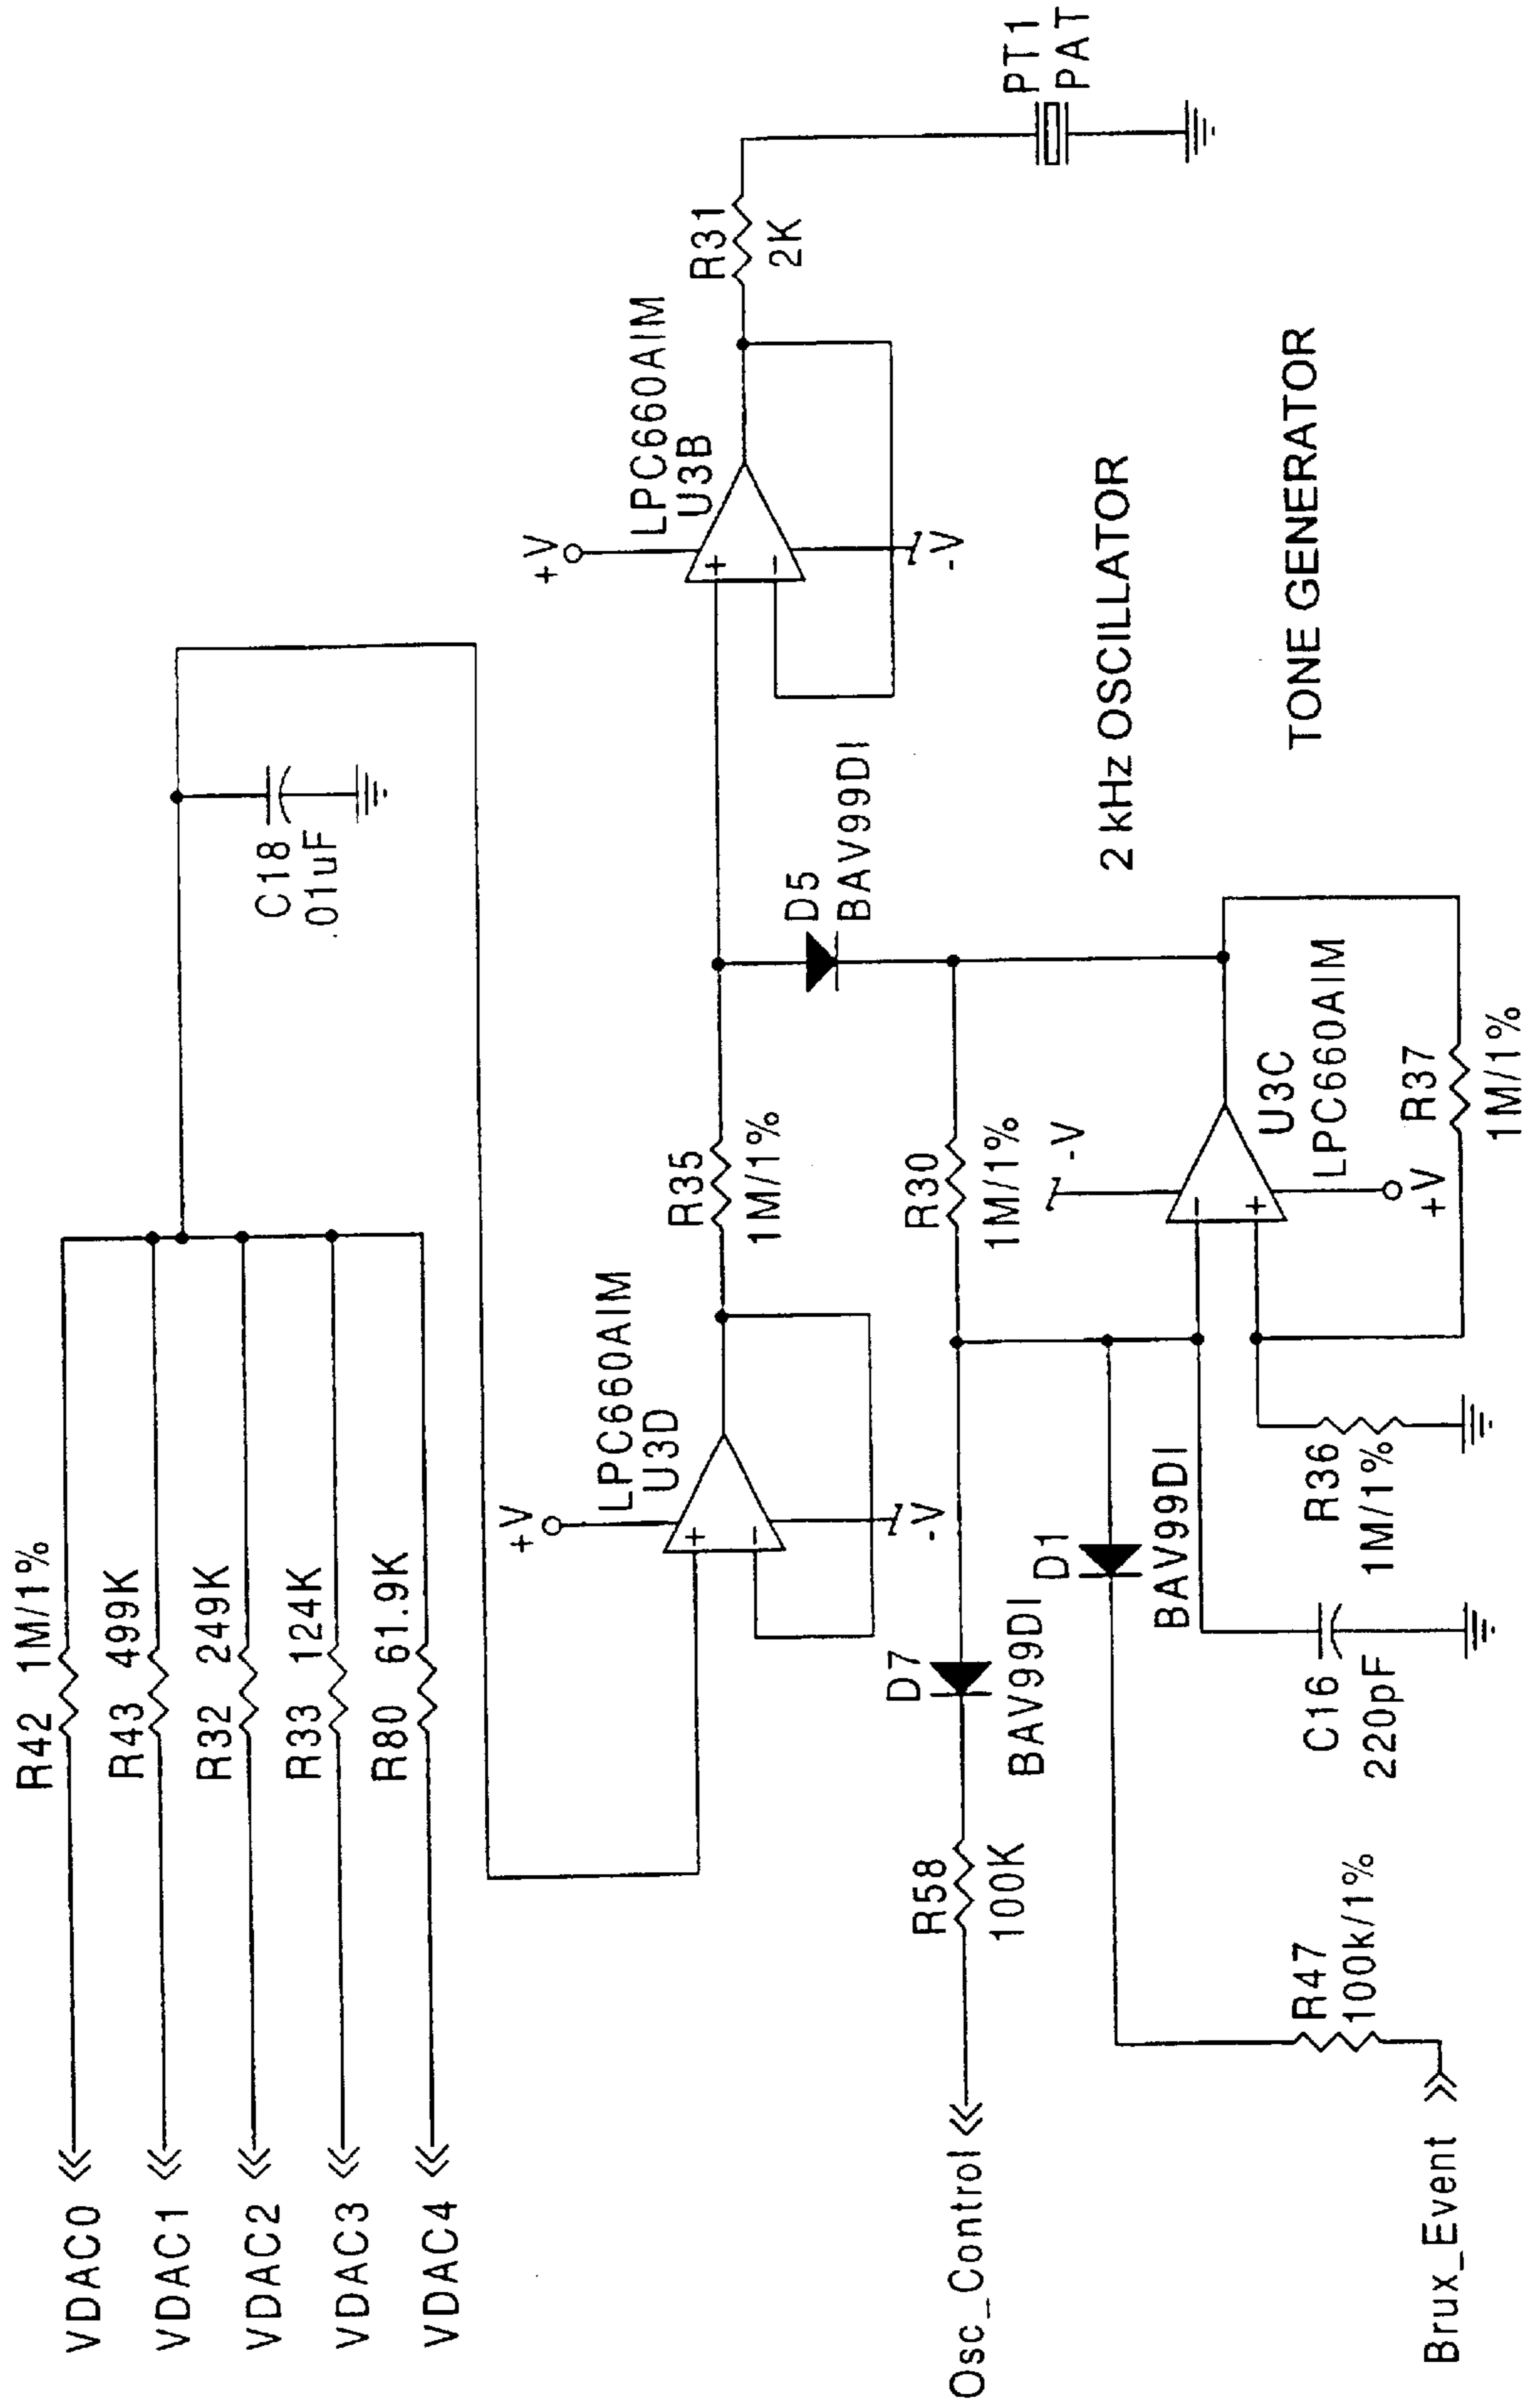 VDAC0
R42 1M/1%
VDAC1
R43 499K
VDAC2
R32 249K
VDAC3
R33 124K
VDAC4
R80 61.9K
C18
.01uF
+V
LPC660AIM
U3D
+
−
-V
R35
1M/1%
+V
LPC660AIM
U3B
+
−
-V
R31
2K
PT1
PAT
D5
BAV99DI
Osc_Control
R58
100K
D7
BAV99DI
R30
1M/1%
D1
BAV99DI
-V
−
+
U3C
LPC660AIM
+V
R37
1M/1%
R36
1M/1%
C16
220pF
R47
100k/1%
Brux_Event
2 kHz OSCILLATOR
TONE GENERATOR